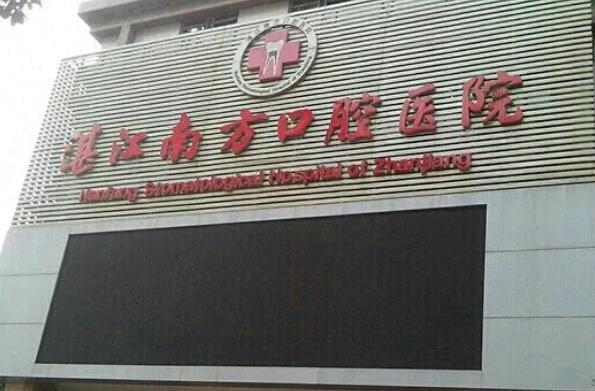 湛江南方口腔医院
Nanfang Stomatological Hospital of Zhanjiang